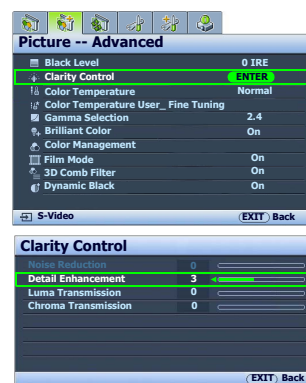 Picture -- Advanced
Black Level 0 IRE
Clarity Control ENTER
Color Temperature Normal
Color Temperature User_ Fine Tuning
Gamma Selection 2.4
Brilliant Color On
Color Management
Film Mode On
3D Comb Filter On
Dynamic Black On
S-Video EXIT Back
Clarity Control
Noise Reduction 0
Detail Enhancement 3
Luma Transmission 0
Chroma Transmission 0
EXIT Back